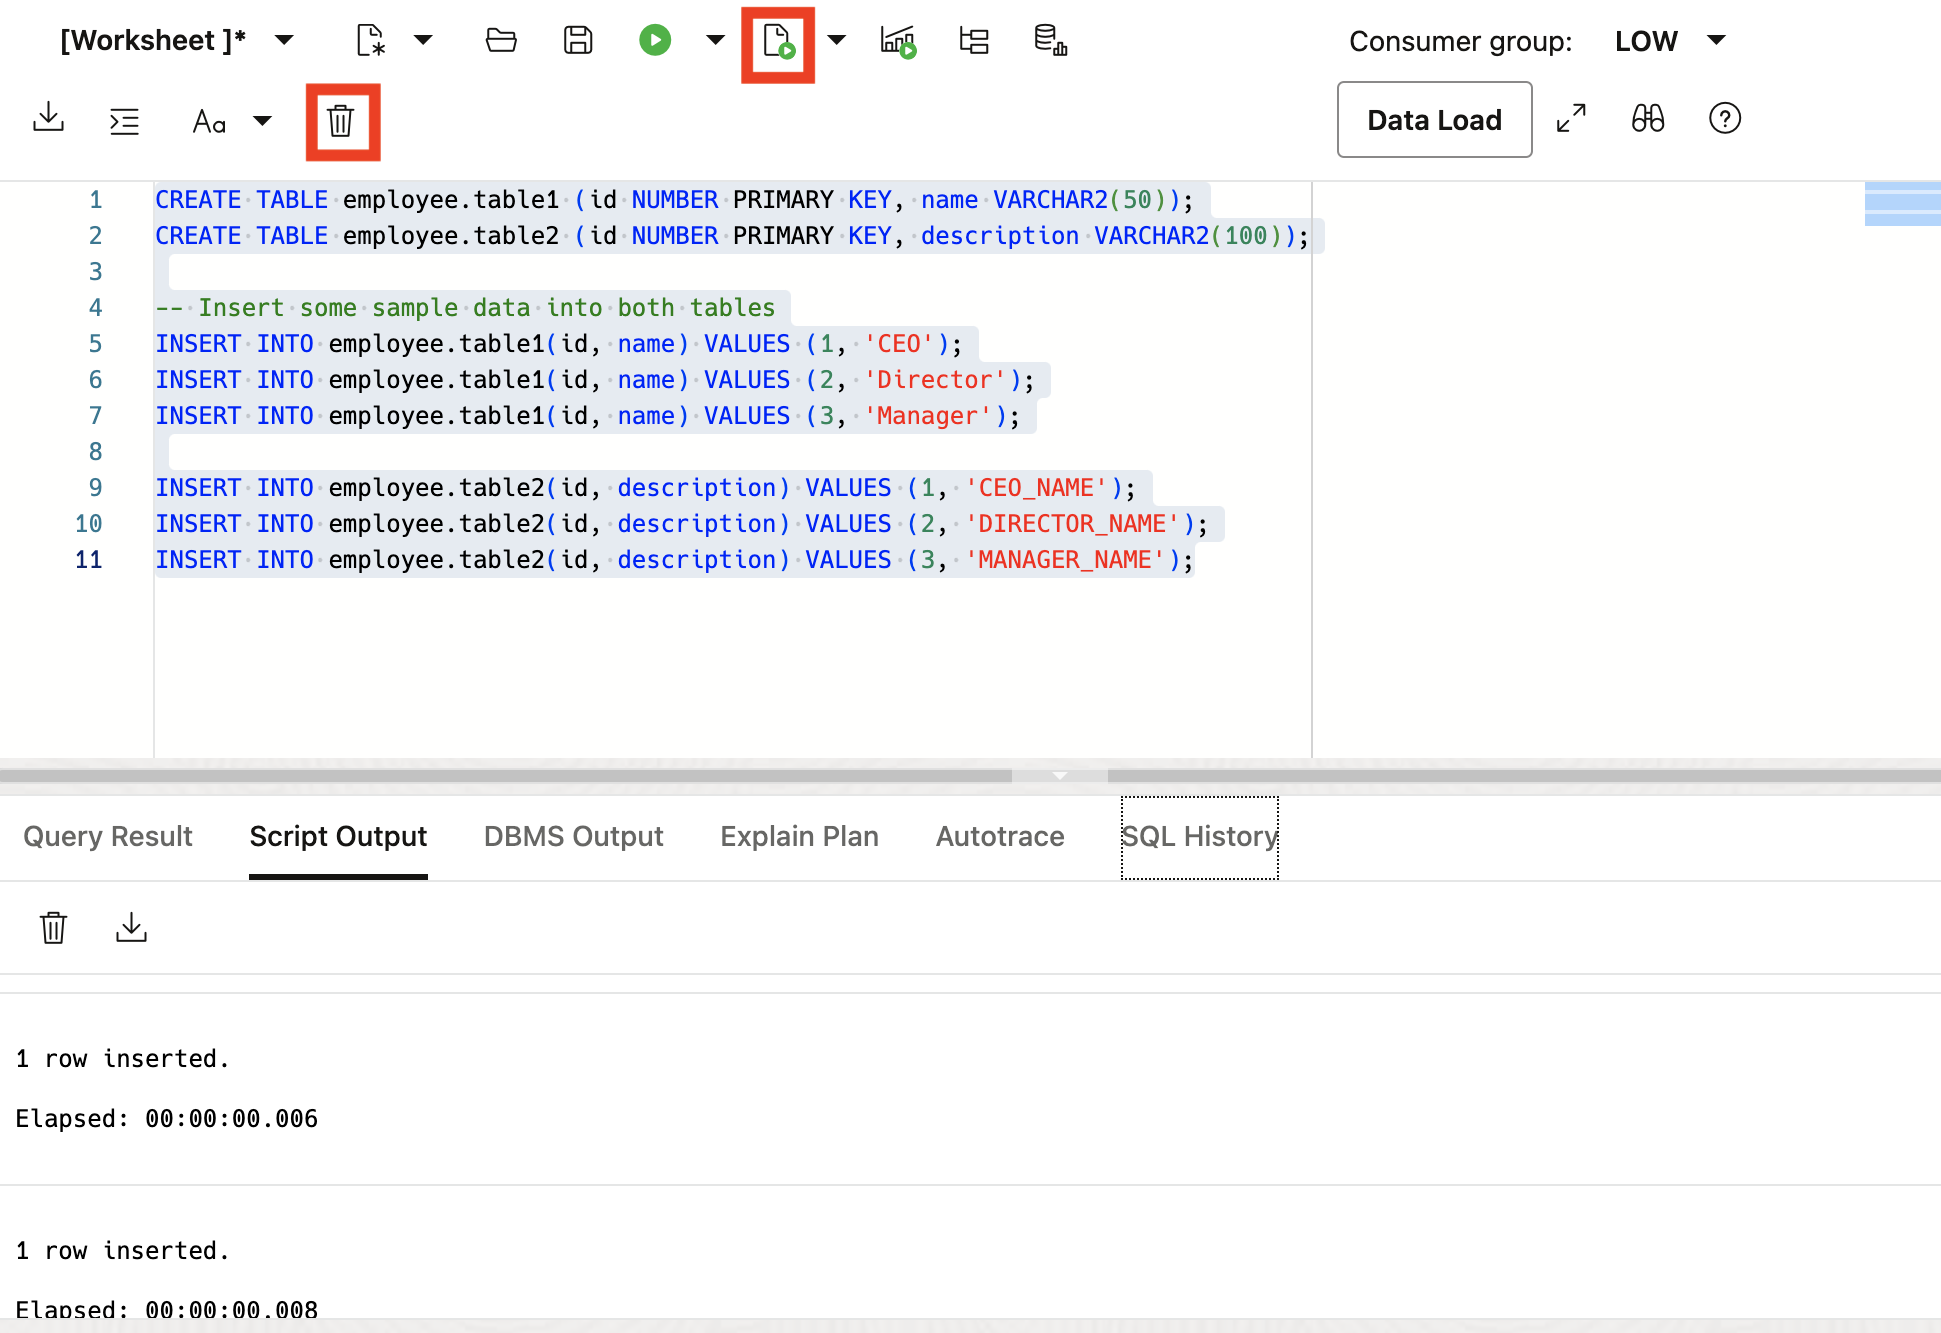 [Worksheet ]*
Consumer group: LOW
Aa
Data Load
1 CREATE TABLE employee.table1 (id NUMBER PRIMARY KEY, name VARCHAR2(50));
2 CREATE TABLE employee.table2 (id NUMBER PRIMARY KEY, description VARCHAR2(100));
3
4 -- Insert some sample data into both tables
5 INSERT INTO employee.table1(id, name) VALUES (1, 'CEO');
6 INSERT INTO employee.table1(id, name) VALUES (2, 'Director');
7 INSERT INTO employee.table1(id, name) VALUES (3, 'Manager');
8
9 INSERT INTO employee.table2(id, description) VALUES (1, 'CEO_NAME');
10 INSERT INTO employee.table2(id, description) VALUES (2, 'DIRECTOR_NAME');
11 INSERT INTO employee.table2(id, description) VALUES (3, 'MANAGER_NAME');
Query Result Script Output DBMS Output Explain Plan Autotrace SQL History
1 row inserted.
Elapsed: 00:00:00.006
1 row inserted.
Elapsed: 00:00:00.008